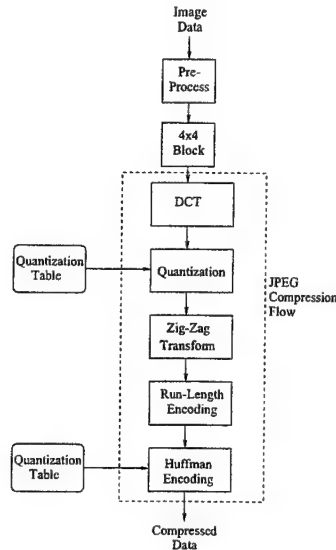 Image
Data
Pre-
Process
4x4
Block
DCT
Quantization
Table
Quantization
JPEG
Compression
Flow
Zig-Zag
Transform
Run-Length
Encoding
Quantization
Table
Huffman
Encoding
Compressed
Data